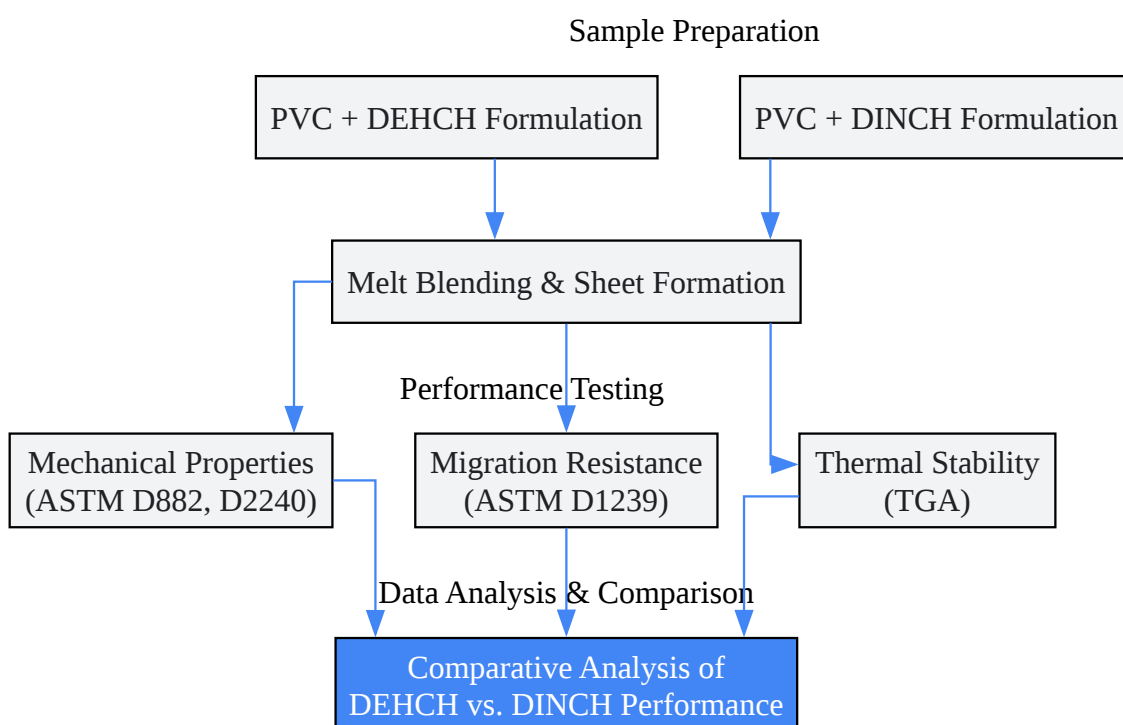 Sample Preparation
PVC + DEHCH Formulation
PVC + DINCH Formulation
Melt Blending & Sheet Formation
Performance Testing
Mechanical Properties
(ASTM D882, D2240)
Migration Resistance
(ASTM D1239)
Thermal Stability
(TGA)
Data Analysis & Comparison
Comparative Analysis of
DEHCH vs. DINCH Performance